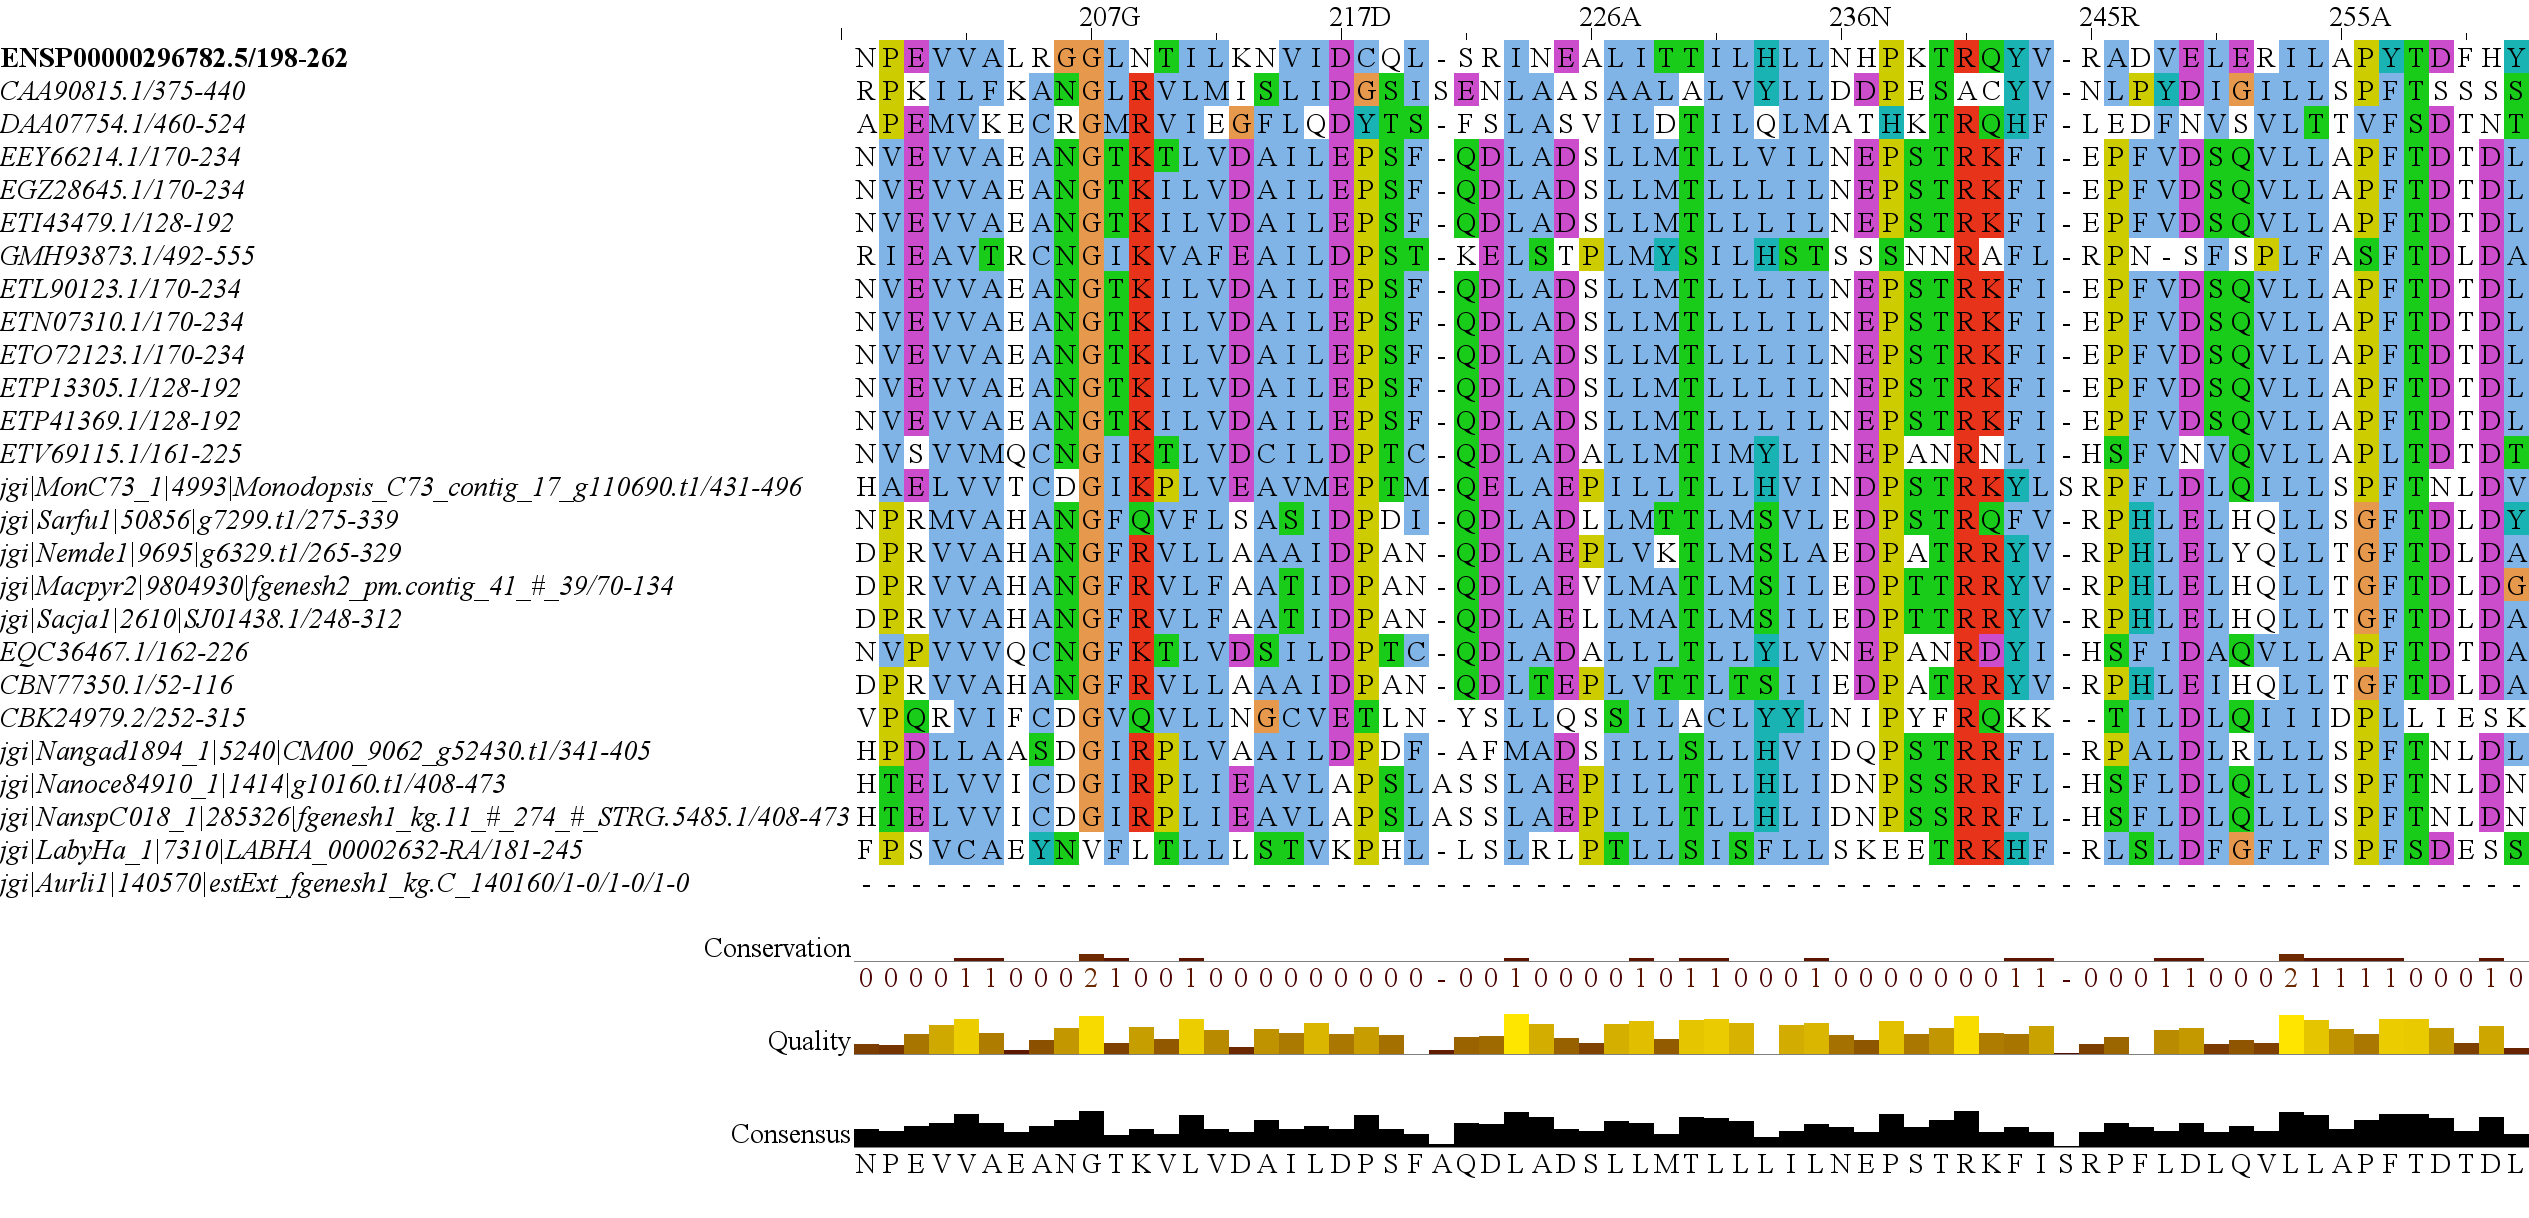 207G 217D 226A 236N 245R 255A
ENSP00000296782.5/198-262 NPEVVALRGGLNTILKNVIDCQL-SRINEALITTILHLLNHPKTRQYV-RADVELERILAPYTDFHY
CAA90815.1/375-440 RPKILFKANGLRVLMISLIDGSISENLAASAALALVYLLDDPESACYV-NLPYDIGILLSPFTSSSS
DAA07754.1/460-524 APEMVKECRGMRVIEGFLQDYTS-FSLASVILDTILQLMATHKTRQHF-LEDFNVSVLTTVFSDTNT
EEY66214.1/170-234 NVEVVAEANGTKTLVDAILEPSF-QDLADSLLMTLLVILNEPSTRKFI-EPFVDSQVLLAPFTDTDL
EGZ28645.1/170-234 NVEVVAEANGTKILVDAILEPSF-QDLADSLLMTLLLILNEPSTRKFI-EPFVDSQVLLAPFTDTDL
ETI43479.1/128-192 NVEVVAEANGTKILVDAILEPSF-QDLADSLLMTLLLILNEPSTRKFI-EPFVDSQVLLAPFTDTDL
GMH93873.1/492-555 RIEAVTRCNGIKVAFEAILDPST-KELSTPLMYSILHSTSSSNNRAFL-RPN-SFSPLFASFTDLDA
ETL90123.1/170-234 NVEVVAEANGTKILVDAILEPSF-QDLADSLLMTLLLILNEPSTRKFI-EPFVDSQVLLAPFTDTDL
ETN07310.1/170-234 NVEVVAEANGTKILVDAILEPSF-QDLADSLLMTLLLILNEPSTRKFI-EPFVDSQVLLAPFTDTDL
ETO72123.1/170-234 NVEVVAEANGTKILVDAILEPSF-QDLADSLLMTLLLILNEPSTRKFI-EPFVDSQVLLAPFTDTDL
ETP13305.1/128-192 NVEVVAEANGTKILVDAILEPSF-QDLADSLLMTLLLILNEPSTRKFI-EPFVDSQVLLAPFTDTDL
ETP41369.1/128-192 NVEVVAEANGTKILVDAILEPSF-QDLADSLLMTLLLILNEPSTRKFI-EPFVDSQVLLAPFTDTDL
ETV69115.1/161-225 NVSVVMQCNGIKTLVDCILDPTC-QDLADALLMTIMYLINEPANRNLI-HSFVNVQVLLAPLTDTDT
jgi|MonC73_1|4993|Monodopsis_C73_contig_17_g110690.t1/431-496 HAELVVTCDGIKPLVEAVMEPTM-QELAEPILLTLLHVINDPSTRKYLSRPFLDLQILLSPFTNLDV
jgi|Sarfu1|50856|g7299.t1/275-339 NPRMVAHANGFQVFLSASIDPDI-QDLADLLMTTLMSVLEDPSTRQFV-RPHLELHQLLSGFTDLDY
jgi|Nemde1|9695|g6329.t1/265-329 DPRVVAHANGFRVLLAAAIDPAN-QDLAEPLVKTLMSLAEDPATRRYV-RPHLELYQLLTGFTDLDA
jgi|Macpyr2|9804930|fgenesh2_pm.contig_41_#_39/70-134 DPRVVAHANGFRVLFAATIDPAN-QDLAEVLMATLMSILEDPTTRRYV-RPHLELHQLLTGFTDLDG
jgi|Sacja1|2610|SJ01438.1/248-312 DPRVVAHANGFRVLFAATIDPAN-QDLAELLMATLMSILEDPTTRRYV-RPHLELHQLLTGFTDLDA
EQC36467.1/162-226 NVPVVVQCNGFKTLVDSILDPTC-QDLADALLLTLLYLVNEPANRDYI-HSFIDAQVLLAPFTDTDA
CBN77350.1/52-116 DPRVVAHANGFRVLLAAAIDPAN-QDLTEPLVTTLTSIIEDPATRRYV-RPHLEIHQLLTGFTDLDA
CBK24979.2/252-315 VPQRVIFCDGVQVLLNGCVETLN-YSLLQSSILACLYYLNIPYFRQKK--TILDLQIIIDPLLIESK
jgi|Nangad1894_1|5240|CM00_9062_g52430.t1/341-405 HPDLLAASDGIRPLVAAILDPDF-AFMADSILLSLLHVIDQPSTRRFL-RPALDLRLLLSPFTNLDL
jgi|Nanoce84910_1|1414|g10160.t1/408-473 HTELVVICDGIRPLIEAVLAPSLASSLAEPILLTLLHLIDNPSSRRFL-HSFLDLQLLLSPFTNLDN
jgi|NanspC018_1|285326|fgenesh1_kg.11_#_274_#_STRG.5485.1/408-473 HTELVVICDGIRPLIEAVLAPSLASSLAEPILLTLLHLIDNPSSRRFL-HSFLDLQLLLSPFTNLDN
jgi|LabyHa_1|7310|LABHA_00002632-RA/181-245 FPSVCAEYNVFLTLLLSTVKPHL-LSLRLPTLLSISFLLSKEETRKHF-RLSLDFGFLFSPFSDESS
jgi|Aurli1|140570|estExt_fgenesh1_kg.C_140160/1-0/1-0/1-0 -------------------------------------------------------------------
Conservation
00001100021001000000000-001000010110001000000011-00011000211110010
Quality
Consensus
NPEVVAEANGTKVLVDAILDPSFAQDLADSLLMTLLLILNEPSTRKFISRPFLDLQVLLAPFTDTDL